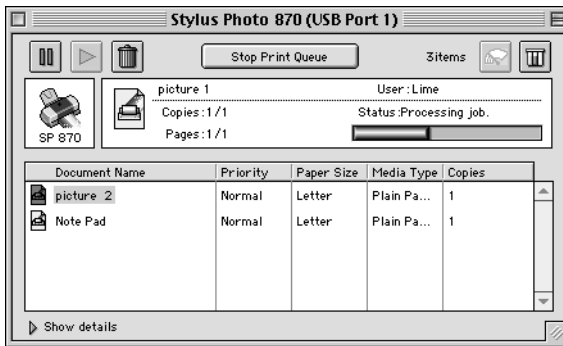 Stylus Photo 870 (USB Port 1)
Stop Print Queue
3items
SP 870
picture 1
User:Lime
Copies:1/1
Status:Processing job.
Pages:1/1
Document Name Priority Paper Size Media Type Copies
picture 2 Normal Letter Plain Pa... 1
Note Pad Normal Letter Plain Pa... 1
Show details